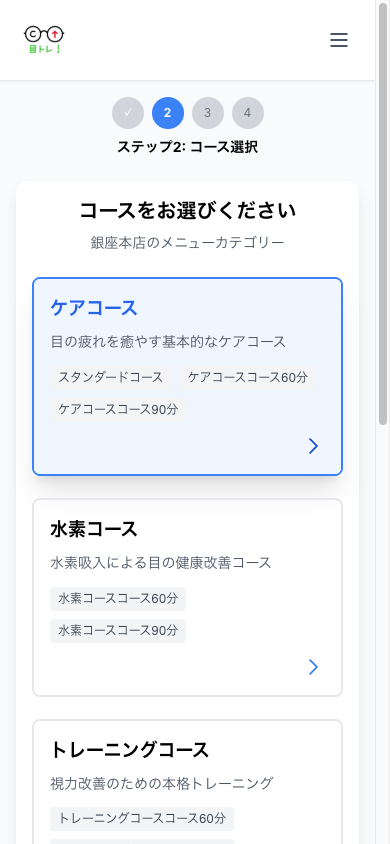 C
目トレ！
✓ 2 3 4
ステップ2: コース選択
コースをお選びください
銀座本店のメニューカテゴリー
ケアコース
目の疲れを癒やす基本的なケアコース
スタンダードコース ケアコースコース60分
ケアコースコース90分
水素コース
水素吸入による目の健康改善コース
水素コースコース60分
水素コースコース90分
トレーニングコース
視力改善のための本格トレーニング
トレーニングコースコース60分